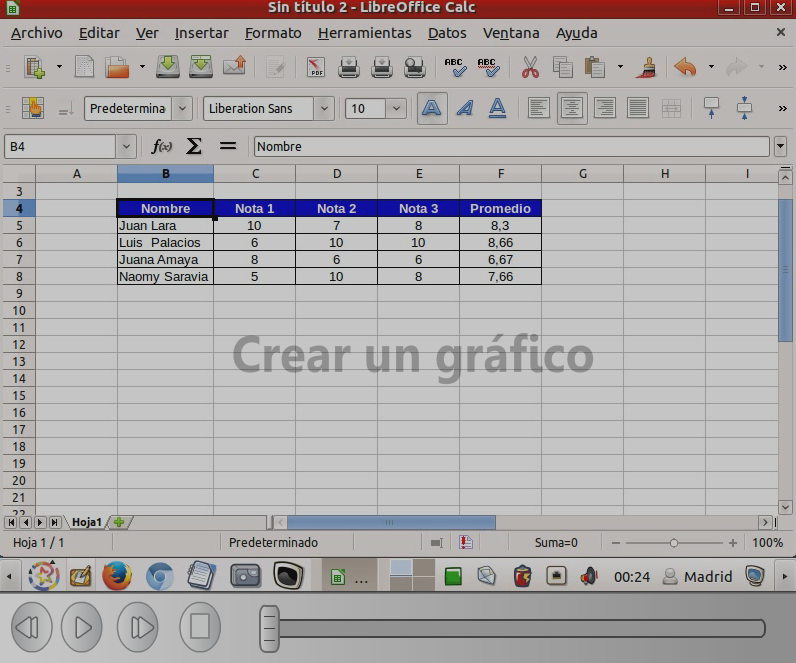 Sin título 2 - LibreOffice Calc
Archivo Editar Ver Insertar Formato Herramientas Datos Ventana Ayuda
PDF ABC ABC
Predetermina Liberation Sans 10
B4 f(x) Σ = Nombre
A B C D E F G H I
3
4 Nombre Nota 1 Nota 2 Nota 3 Promedio
5 Juan Lara 10 7 8 8,3
6 Luis Palacios 6 10 10 8,66
7 Juana Amaya 8 6 6 6,67
8 Naomy Saravia 5 10 8 7,66
9
10
11
12
Crear un gráfico
13
14
15
16
17
18
19
20
21
22
Hoja1
Hoja 1 / 1 Predeterminado Suma=0 100%
... 00:24 Madrid